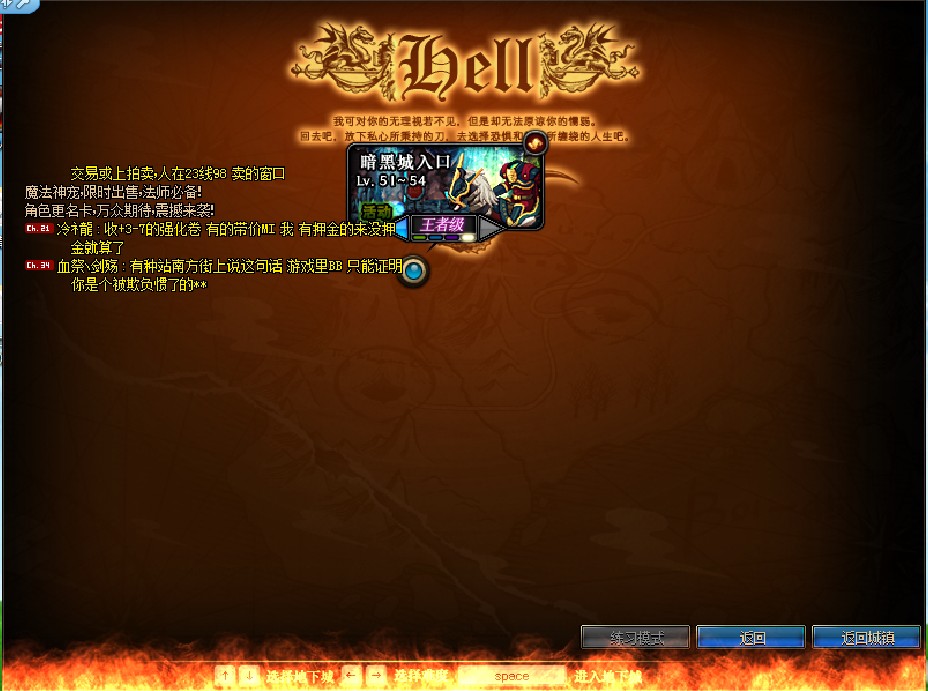 Hell
我可对你的无理视若不见，但是却无法原谅你的懦弱。
回去吧，放下私心所秉持的刀，去选择恐惧和 所缠绕的人生吧。
暗黑城入口
Lv. 51~54
活动
王者级
交易或上拍卖,人在23线98 卖的窗口
魔法神宠,限时出售,法师必备!
角色更名卡,万众期待,震撼来袭!
Ch.21 冷ネ龍 : 收+3-7的强化卷 有的带价MI 我 有押金的来没押
金就算了
Ch.34 血祭丶剑殇 : 有种站南方街上说这句话 游戏里BB 只能证明
你是个被欺负惯了的**
练习模式 返回 返回城镇
↑ ↓ 选择地下城 ← → 选择难度 space 进入地下城